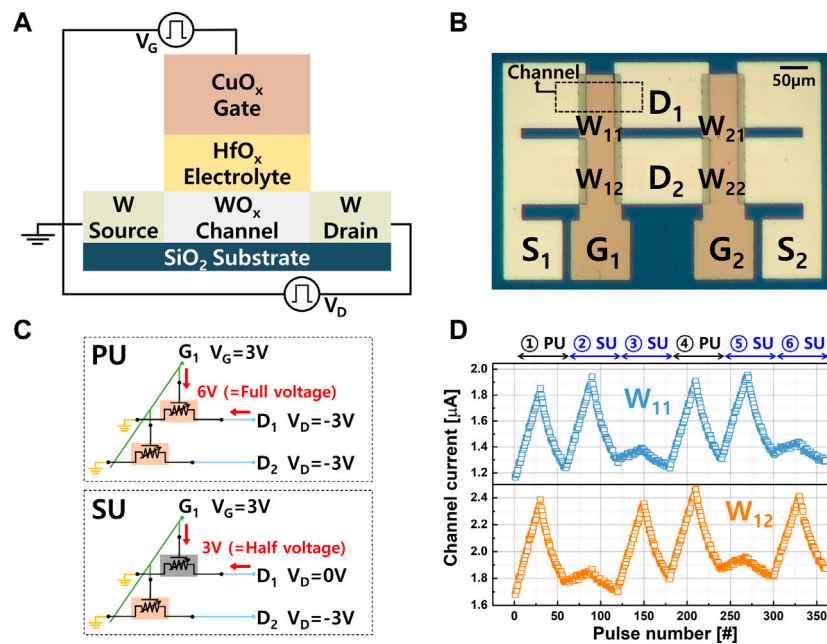 A
V_G
CuO_x
Gate
HfO_x
Electrolyte
W
Source
WO_x
Channel
W
Drain
SiO_2 Substrate
V_D
B
Channel
50μm
D_1
W_11
W_21
W_12
D_2
W_22
S_1
G_1
G_2
S_2
C
PU
G_1 V_G=3V
6V (=Full voltage)
D_1 V_D=-3V
D_2 V_D=-3V
SU
G_1 V_G=3V
3V (=Half voltage)
D_1 V_D=0V
D_2 V_D=-3V
D
① PU ② SU ③ SU ④ PU ⑤ SU ⑥ SU
Channel current [μA]
2.0
1.8
1.6
1.4
1.2
W_11
2.4
2.2
2.0
1.8
1.6
W_12
0 50 100 150 200 250 300 350
Pulse number [#]